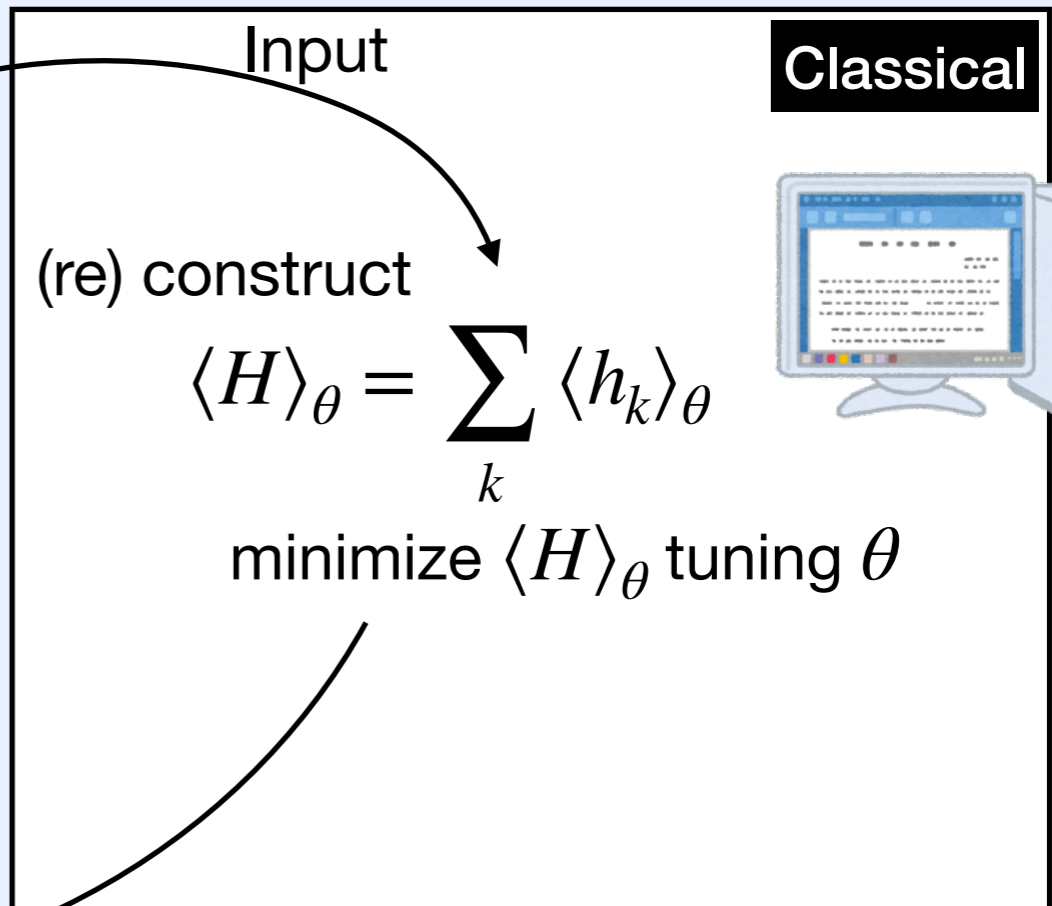 Input
Classical
(re) construct
⟨H⟩_θ = ∑_k ⟨h_k⟩_θ
minimize ⟨H⟩_θ tuning θ